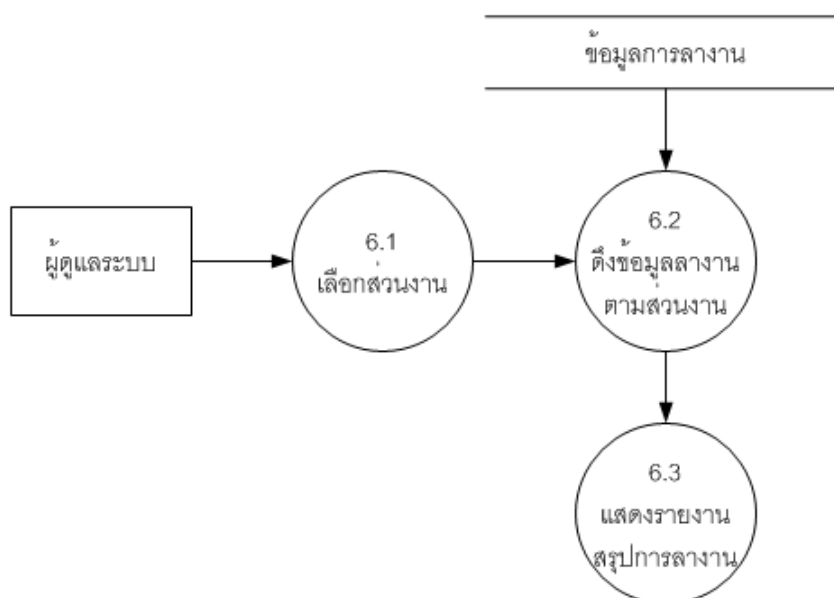 ข้อมูลการลางาน
ผู้ดูแลระบบ
6.1
เลือกส่วนงาน
6.2
ดึงข้อมูลลางาน
ตามส่วนงาน
6.3
แสดงรายงาน
สรุปการลางาน